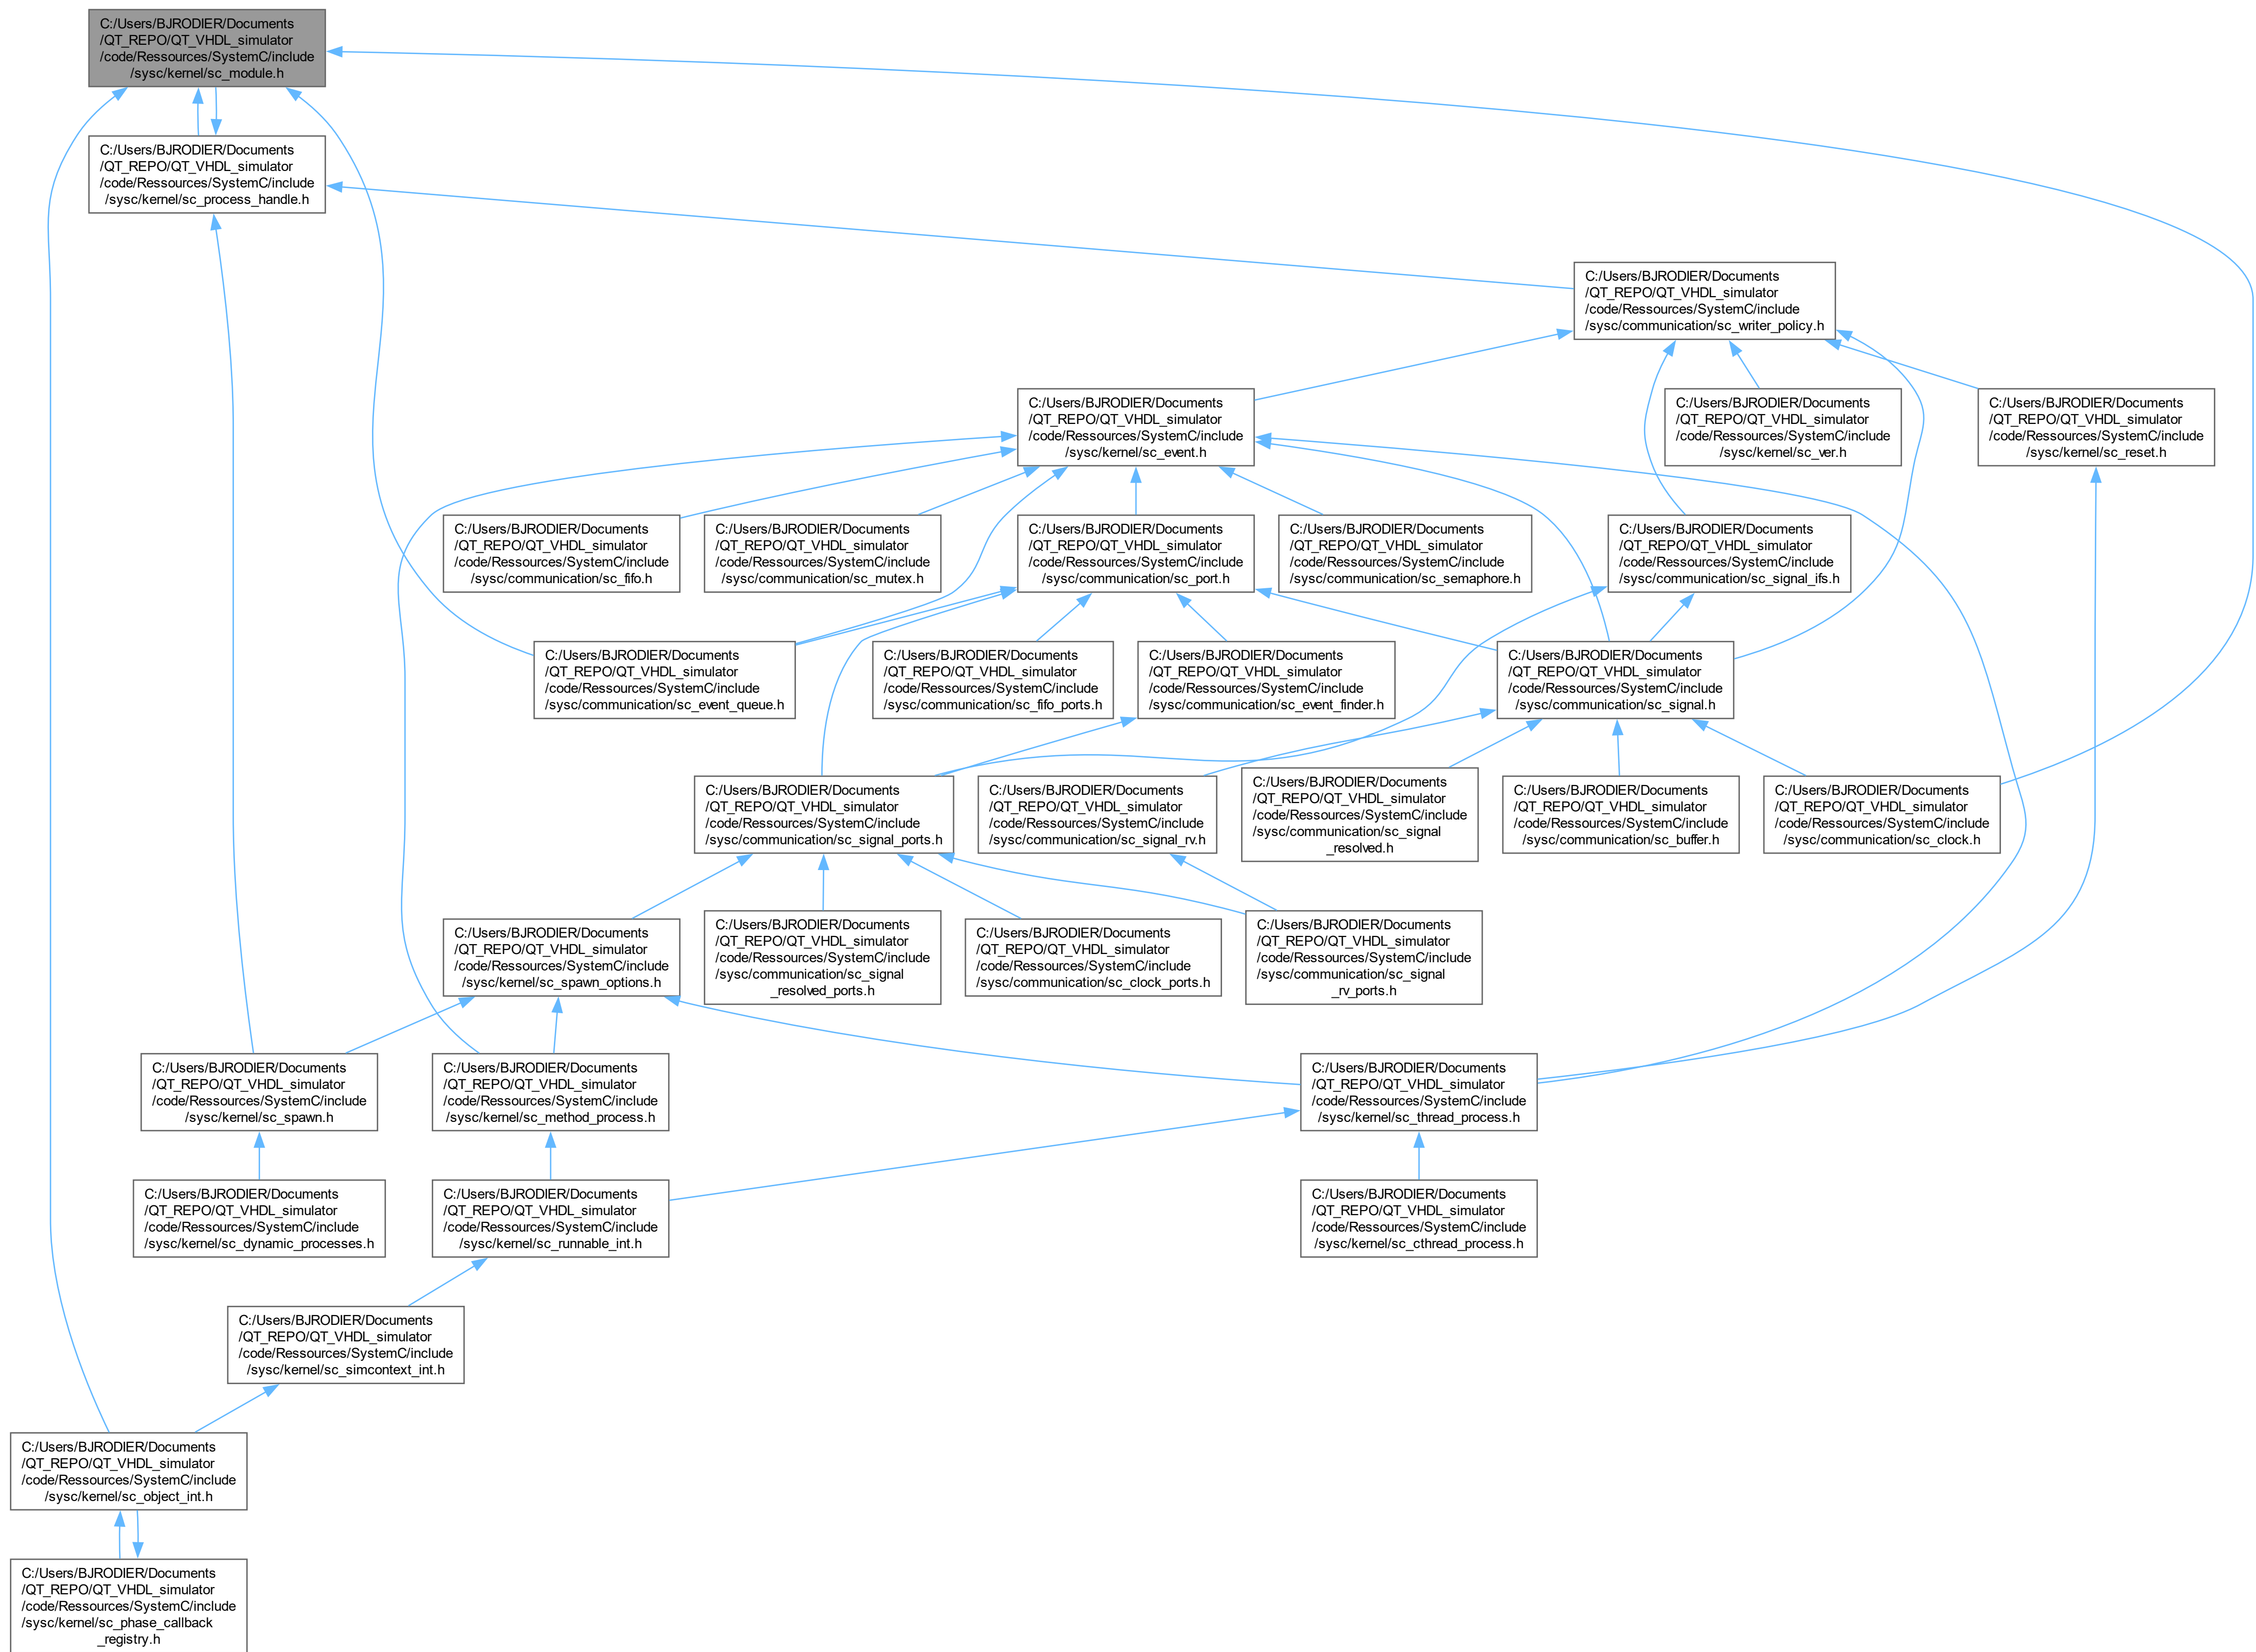 C:/Users/BJRODIER/Documents
/QT_REPO/QT_VHDL_simulator
/code/Ressources/SystemC/include
/sysc/kernel/sc_module.h
C:/Users/BJRODIER/Documents
/QT_REPO/QT_VHDL_simulator
/code/Ressources/SystemC/include
/sysc/kernel/sc_process_handle.h
C:/Users/BJRODIER/Documents
/QT_REPO/QT_VHDL_simulator
/code/Ressources/SystemC/include
/sysc/communication/sc_writer_policy.h
C:/Users/BJRODIER/Documents
/QT_REPO/QT_VHDL_simulator
/code/Ressources/SystemC/include
/sysc/kernel/sc_event.h
C:/Users/BJRODIER/Documents
/QT_REPO/QT_VHDL_simulator
/code/Ressources/SystemC/include
/sysc/kernel/sc_ver.h
C:/Users/BJRODIER/Documents
/QT_REPO/QT_VHDL_simulator
/code/Ressources/SystemC/include
/sysc/kernel/sc_reset.h
C:/Users/BJRODIER/Documents
/QT_REPO/QT_VHDL_simulator
/code/Ressources/SystemC/include
/sysc/communication/sc_fifo.h
C:/Users/BJRODIER/Documents
/QT_REPO/QT_VHDL_simulator
/code/Ressources/SystemC/include
/sysc/communication/sc_mutex.h
C:/Users/BJRODIER/Documents
/QT_REPO/QT_VHDL_simulator
/code/Ressources/SystemC/include
/sysc/communication/sc_port.h
C:/Users/BJRODIER/Documents
/QT_REPO/QT_VHDL_simulator
/code/Ressources/SystemC/include
/sysc/communication/sc_semaphore.h
C:/Users/BJRODIER/Documents
/QT_REPO/QT_VHDL_simulator
/code/Ressources/SystemC/include
/sysc/communication/sc_signal_ifs.h
C:/Users/BJRODIER/Documents
/QT_REPO/QT_VHDL_simulator
/code/Ressources/SystemC/include
/sysc/communication/sc_event_queue.h
C:/Users/BJRODIER/Documents
/QT_REPO/QT_VHDL_simulator
/code/Ressources/SystemC/include
/sysc/communication/sc_fifo_ports.h
C:/Users/BJRODIER/Documents
/QT_REPO/QT_VHDL_simulator
/code/Ressources/SystemC/include
/sysc/communication/sc_event_finder.h
C:/Users/BJRODIER/Documents
/QT_REPO/QT_VHDL_simulator
/code/Ressources/SystemC/include
/sysc/communication/sc_signal.h
C:/Users/BJRODIER/Documents
/QT_REPO/QT_VHDL_simulator
/code/Ressources/SystemC/include
/sysc/communication/sc_signal_ports.h
C:/Users/BJRODIER/Documents
/QT_REPO/QT_VHDL_simulator
/code/Ressources/SystemC/include
/sysc/communication/sc_signal_rv.h
C:/Users/BJRODIER/Documents
/QT_REPO/QT_VHDL_simulator
/code/Ressources/SystemC/include
/sysc/communication/sc_signal
_resolved.h
C:/Users/BJRODIER/Documents
/QT_REPO/QT_VHDL_simulator
/code/Ressources/SystemC/include
/sysc/communication/sc_buffer.h
C:/Users/BJRODIER/Documents
/QT_REPO/QT_VHDL_simulator
/code/Ressources/SystemC/include
/sysc/communication/sc_clock.h
C:/Users/BJRODIER/Documents
/QT_REPO/QT_VHDL_simulator
/code/Ressources/SystemC/include
/sysc/kernel/sc_spawn_options.h
C:/Users/BJRODIER/Documents
/QT_REPO/QT_VHDL_simulator
/code/Ressources/SystemC/include
/sysc/communication/sc_signal
_resolved_ports.h
C:/Users/BJRODIER/Documents
/QT_REPO/QT_VHDL_simulator
/code/Ressources/SystemC/include
/sysc/communication/sc_clock_ports.h
C:/Users/BJRODIER/Documents
/QT_REPO/QT_VHDL_simulator
/code/Ressources/SystemC/include
/sysc/communication/sc_signal
_rv_ports.h
C:/Users/BJRODIER/Documents
/QT_REPO/QT_VHDL_simulator
/code/Ressources/SystemC/include
/sysc/kernel/sc_spawn.h
C:/Users/BJRODIER/Documents
/QT_REPO/QT_VHDL_simulator
/code/Ressources/SystemC/include
/sysc/kernel/sc_method_process.h
C:/Users/BJRODIER/Documents
/QT_REPO/QT_VHDL_simulator
/code/Ressources/SystemC/include
/sysc/kernel/sc_thread_process.h
C:/Users/BJRODIER/Documents
/QT_REPO/QT_VHDL_simulator
/code/Ressources/SystemC/include
/sysc/kernel/sc_dynamic_processes.h
C:/Users/BJRODIER/Documents
/QT_REPO/QT_VHDL_simulator
/code/Ressources/SystemC/include
/sysc/kernel/sc_runnable_int.h
C:/Users/BJRODIER/Documents
/QT_REPO/QT_VHDL_simulator
/code/Ressources/SystemC/include
/sysc/kernel/sc_cthread_process.h
C:/Users/BJRODIER/Documents
/QT_REPO/QT_VHDL_simulator
/code/Ressources/SystemC/include
/sysc/kernel/sc_simcontext_int.h
C:/Users/BJRODIER/Documents
/QT_REPO/QT_VHDL_simulator
/code/Ressources/SystemC/include
/sysc/kernel/sc_object_int.h
C:/Users/BJRODIER/Documents
/QT_REPO/QT_VHDL_simulator
/code/Ressources/SystemC/include
/sysc/kernel/sc_phase_callback
_registry.h